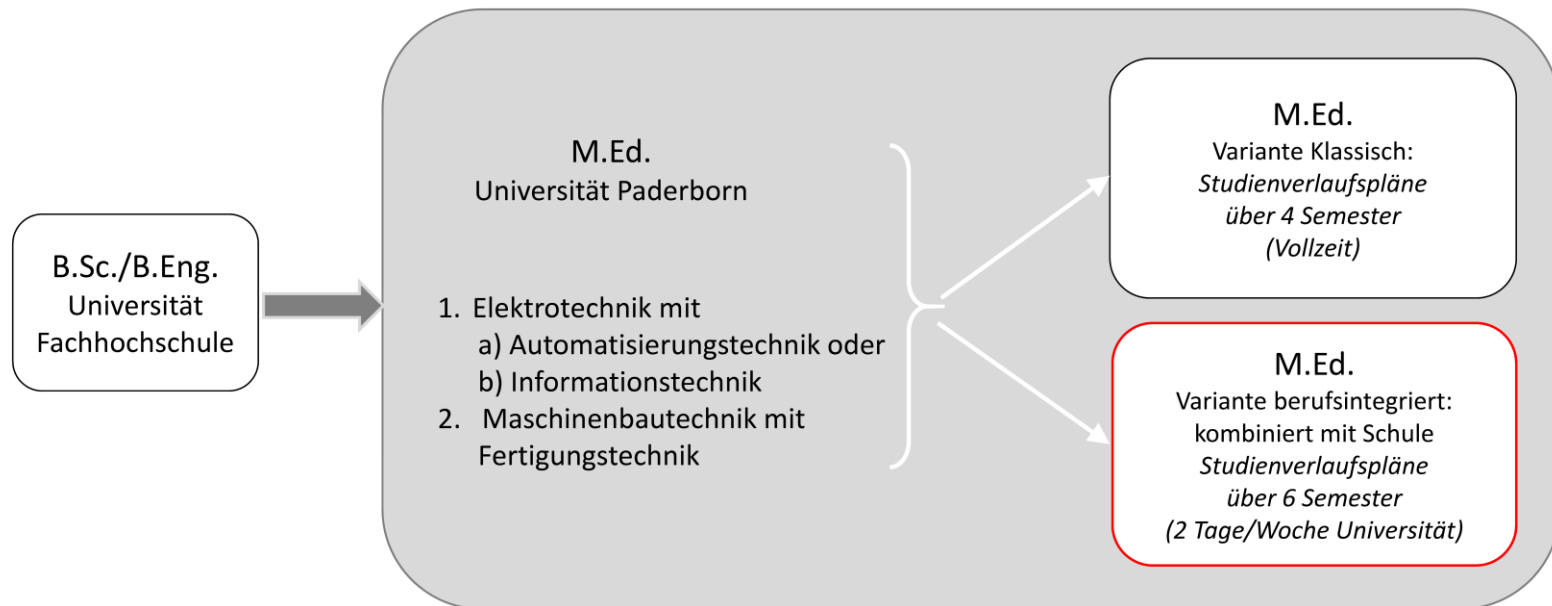 B.Sc./B.Eng.
Universität
Fachhochschule
M.Ed.
Universität Paderborn
1. Elektrotechnik mit
a) Automatisierungstechnik oder
b) Informationstechnik
2. Maschinenbautechnik mit
Fertigungstechnik
M.Ed.
Variante Klassisch:
Studienverlaufspläne
über 4 Semester
(Vollzeit)
M.Ed.
Variante berufsintegriert:
kombiniert mit Schule
Studienverlaufspläne
über 6 Semester
(2 Tage/Woche Universität)